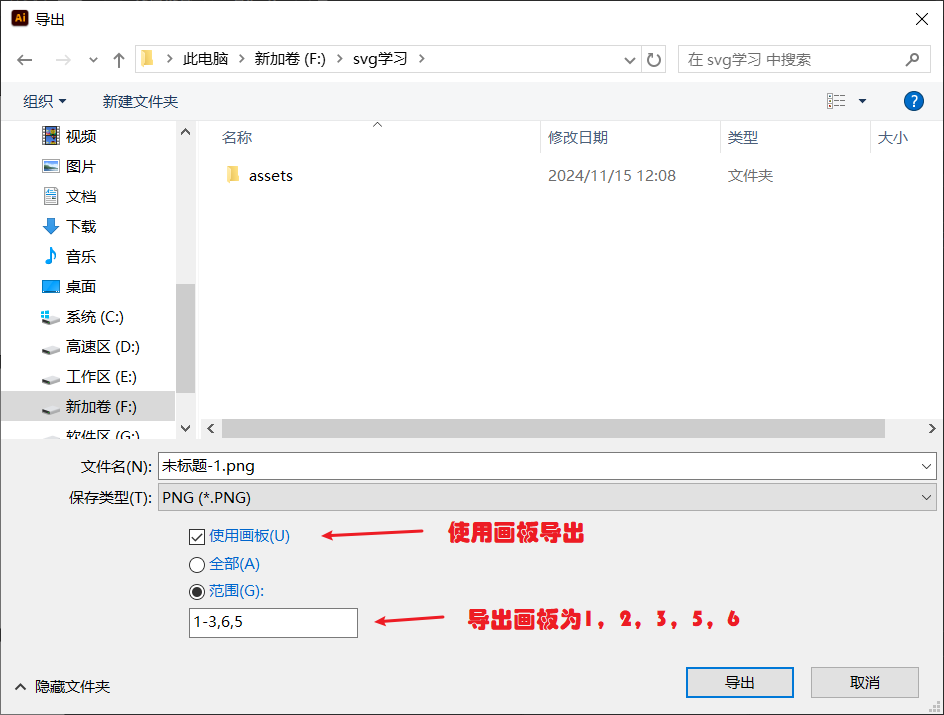 Ai 导出
此电脑 新加卷 (F:) svg学习 在 svg学习 中搜索
组织 新建文件夹 ?
名称 修改日期 类型 大小
assets 2024/11/15 12:08 文件夹
视频
图片
文档
下载
音乐
桌面
系统 (C:)
高速区 (D:)
工作区 (E:)
新加卷 (F:)
软件区 (G:)
文件名(N): 未标题-1.png
保存类型(T): PNG (*.PNG)
使用画板(U) 使用画板导出
全部(A)
范围(G):
1-3,6,5 导出画板为1，2，3，5，6
隐藏文件夹 导出 取消